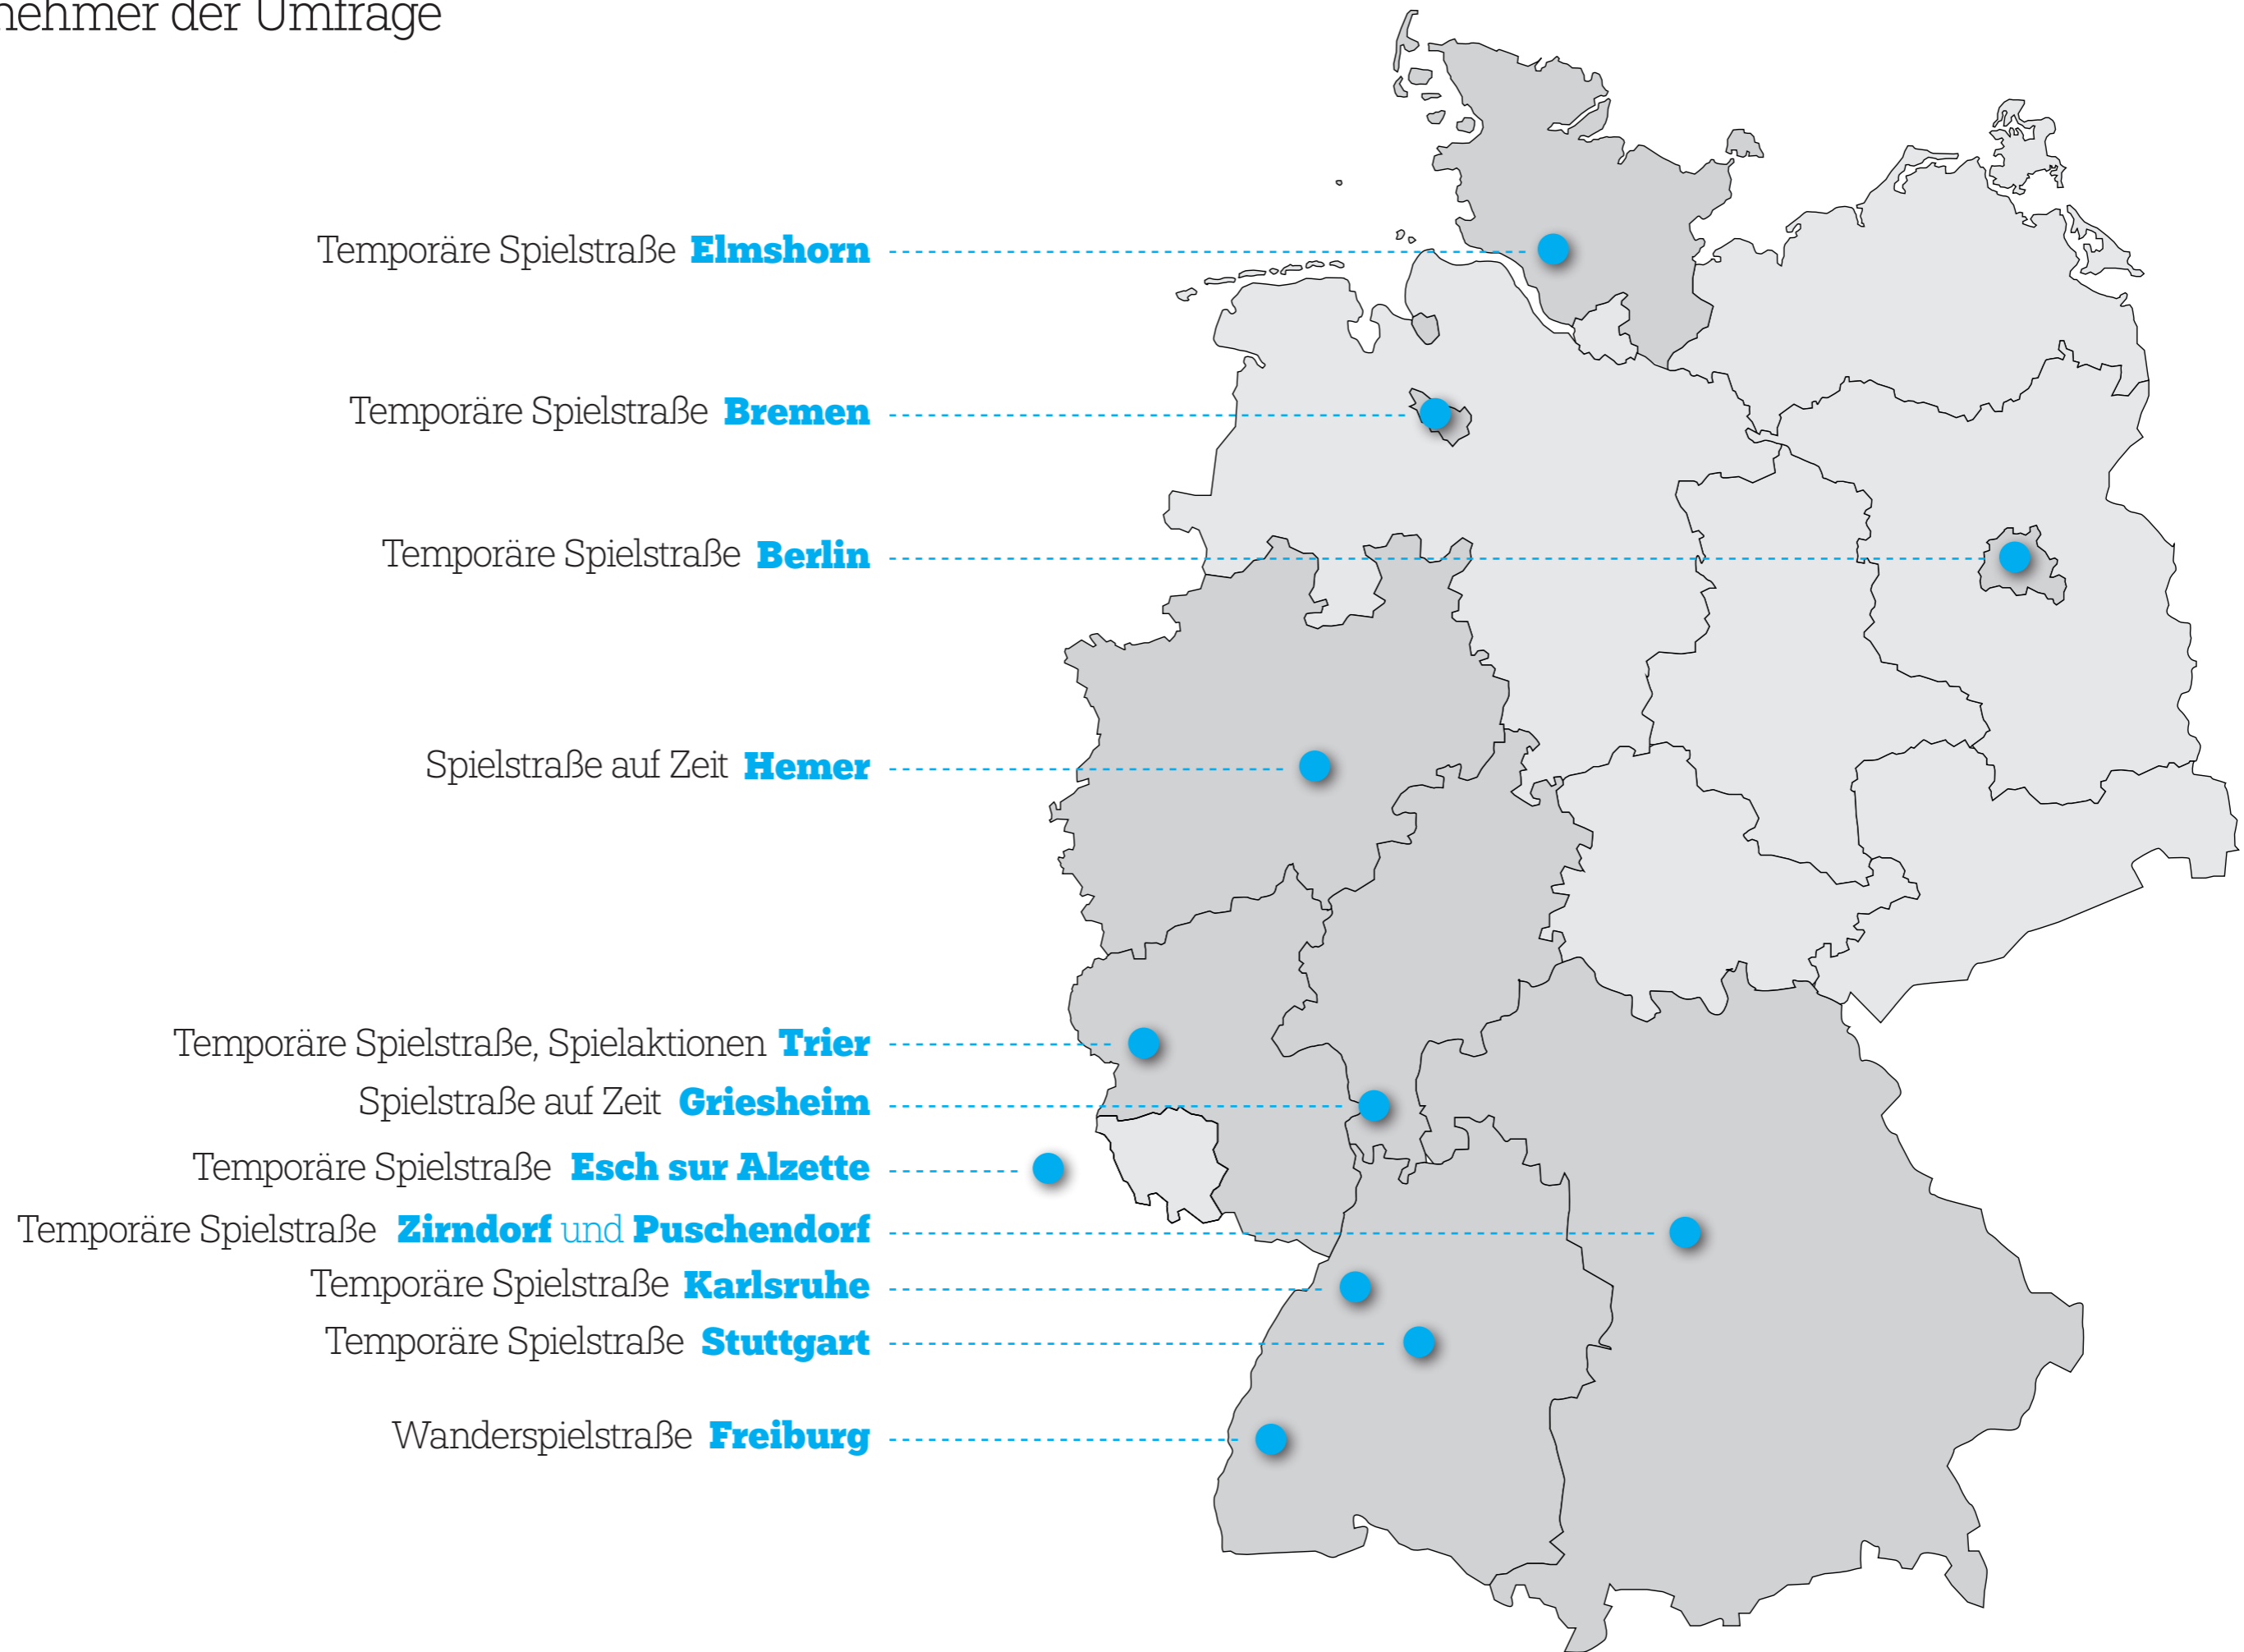 nehmer der Umfrage
Temporäre Spielstraße Elmshorn
Temporäre Spielstraße Bremen
Temporäre Spielstraße Berlin
Spielstraße auf Zeit Hemer
Temporäre Spielstraße, Spielaktionen Trier
Spielstraße auf Zeit Griesheim
Temporäre Spielstraße Esch sur Alzette
Temporäre Spielstraße Zirndorf und Puschendorf
Temporäre Spielstraße Karlsruhe
Temporäre Spielstraße Stuttgart
Wanderspielstraße Freiburg